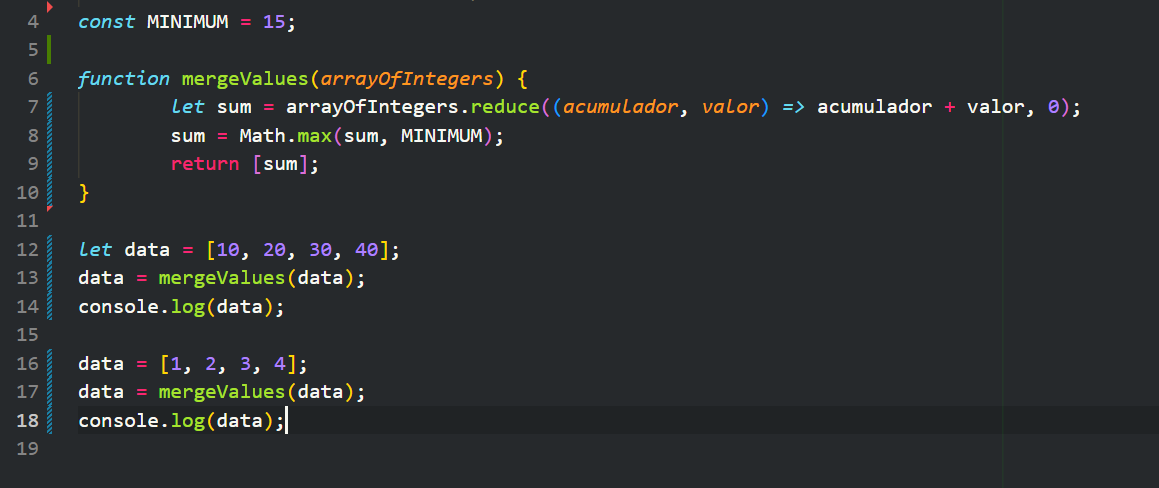 4 const MINIMUM = 15;
5
6 function mergeValues(arrayOfIntegers) {
7         let sum = arrayOfIntegers.reduce((acumulador, valor) => acumulador + valor, 0);
8         sum = Math.max(sum, MINIMUM);
9         return [sum];
10 }
11
12 let data = [10, 20, 30, 40];
13 data = mergeValues(data);
14 console.log(data);
15
16 data = [1, 2, 3, 4];
17 data = mergeValues(data);
18 console.log(data);
19